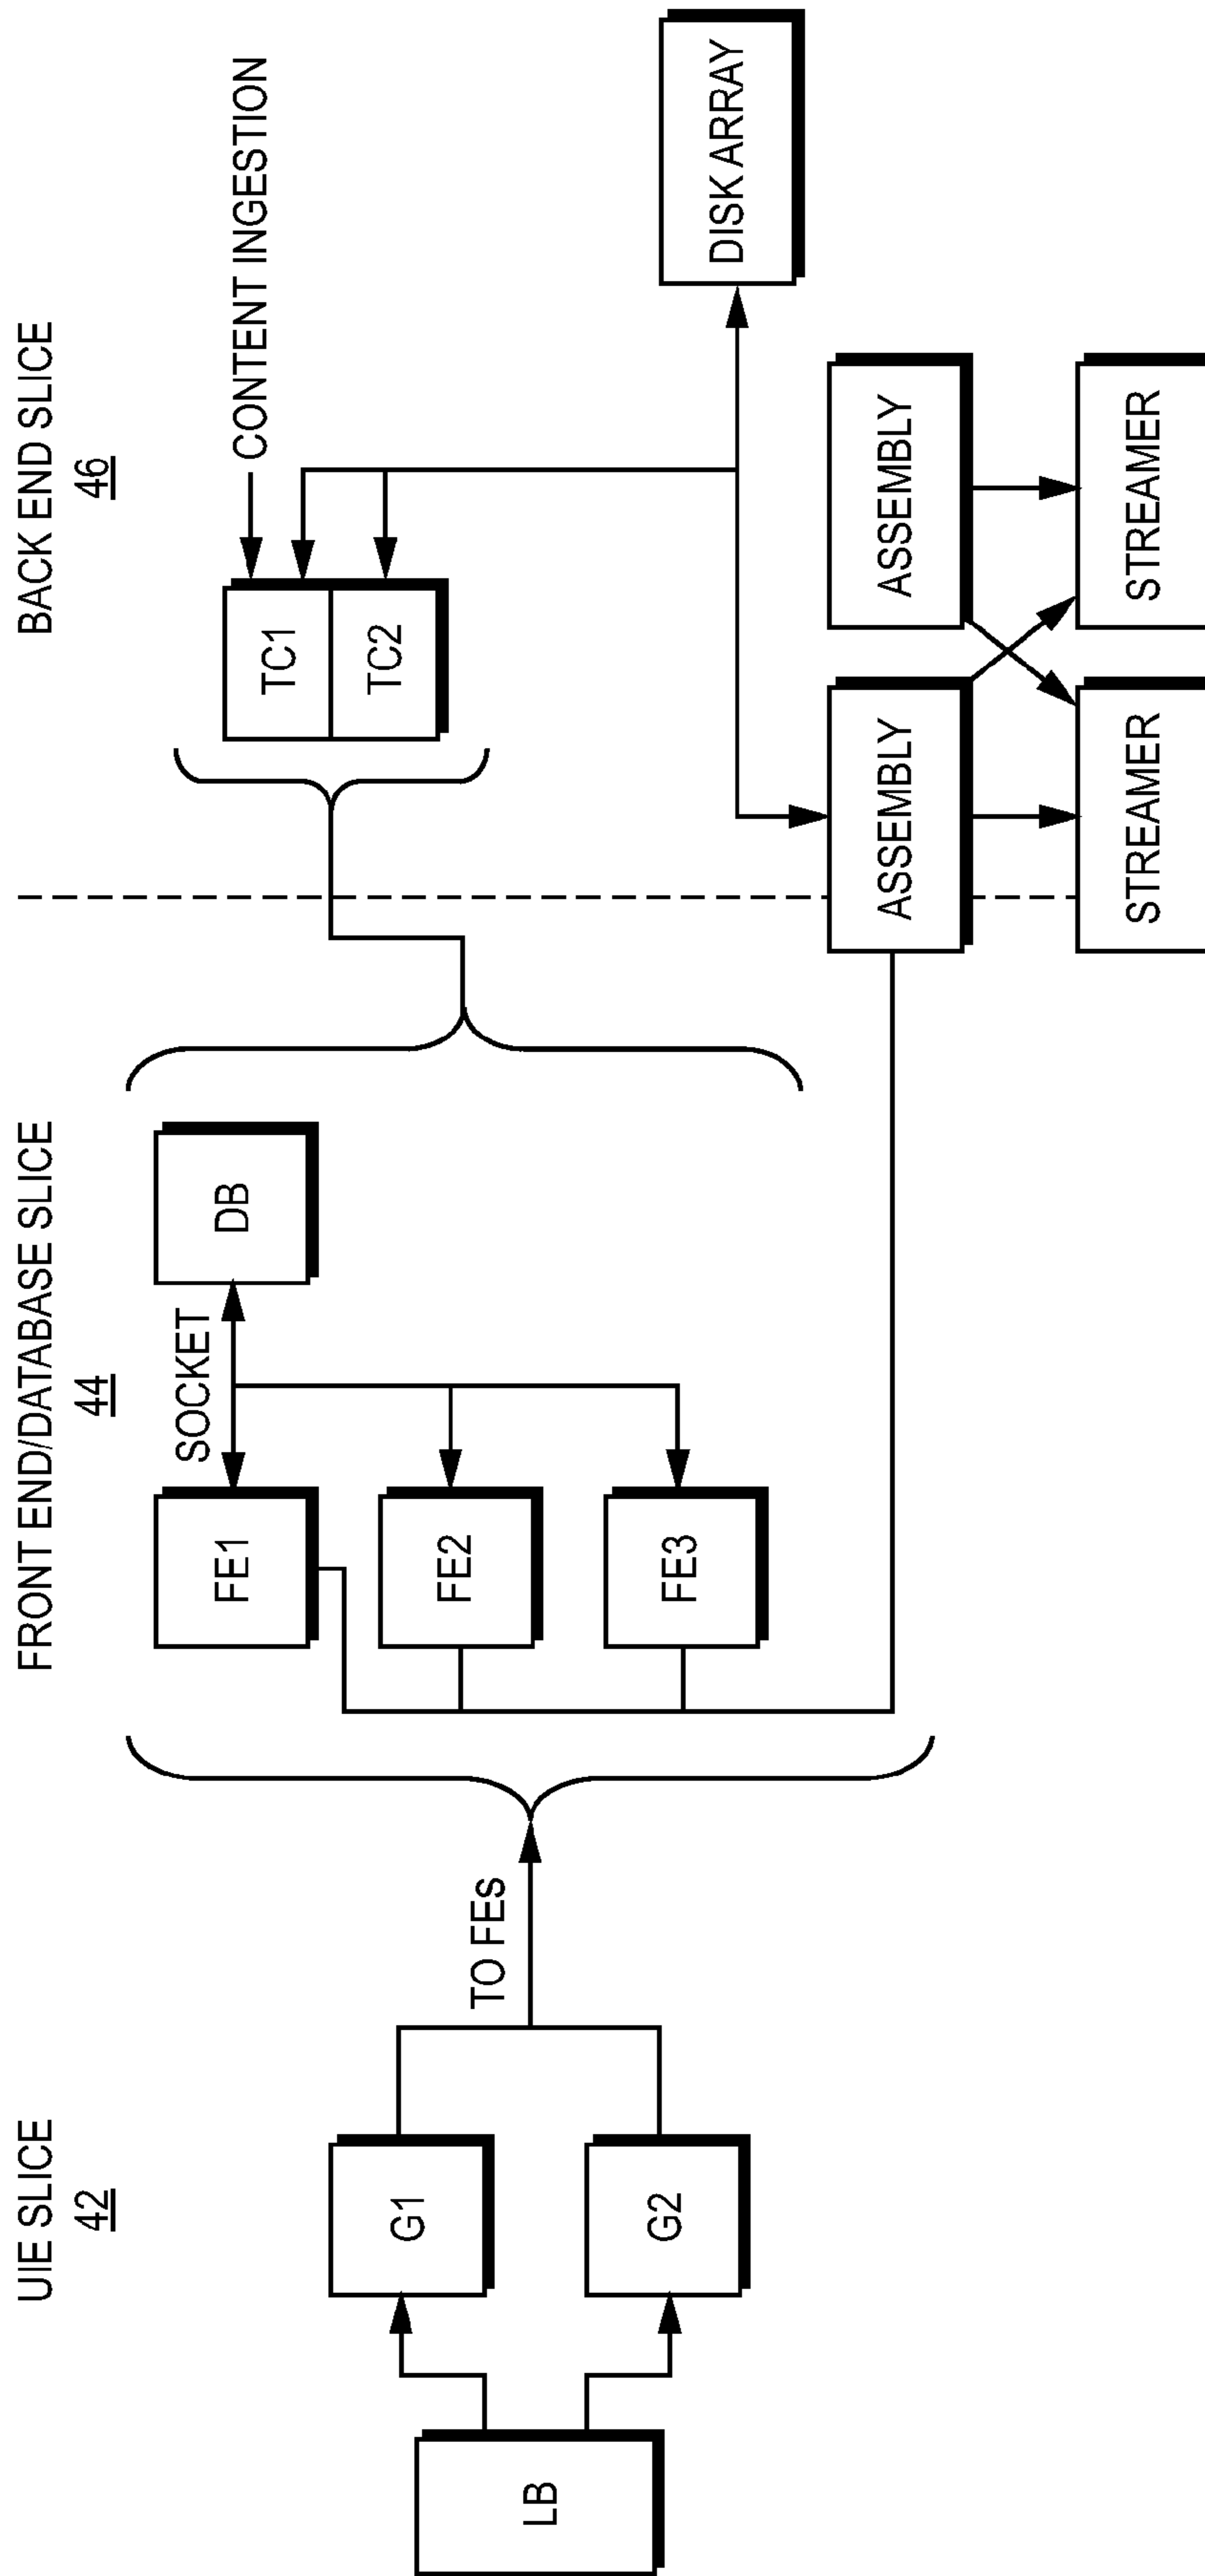 UIE SLICE
42
FRONT END/DATABASE SLICE
44
BACK END SLICE
46
LB
G1
G2
TO FEs
FE1
FE2
FE3
SOCKET
DB
TC1
TC2
CONTENT INGESTION
DISK ARRAY
ASSEMBLY
ASSEMBLY
STREAMER
STREAMER